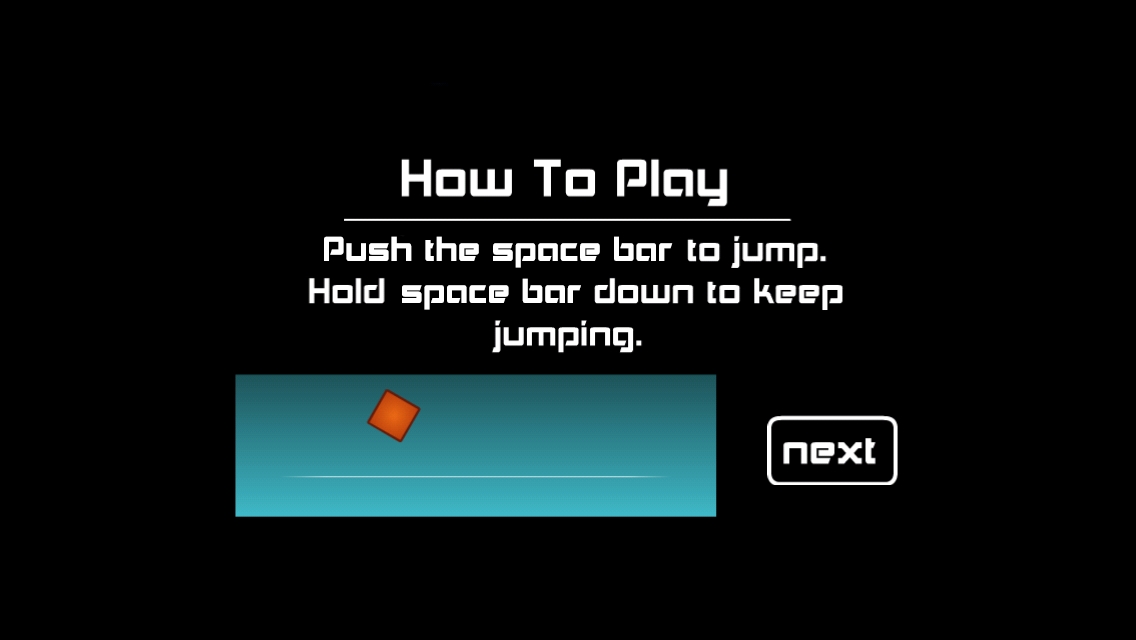 How To Play
Push the space bar to jump.
Hold space bar down to keep
jumping.
next